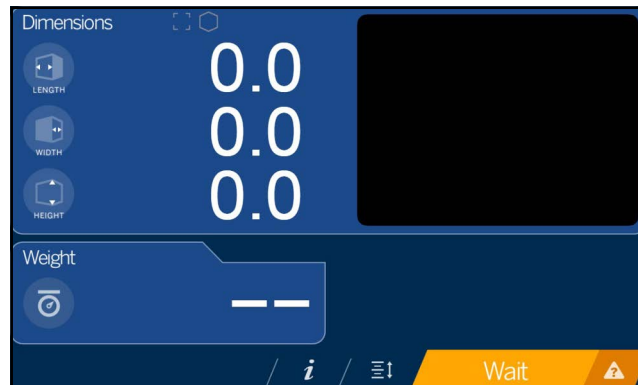 Dimensions
LENGTH
0.0
WIDTH
0.0
HEIGHT
0.0
Weight
——
i
Wait
?